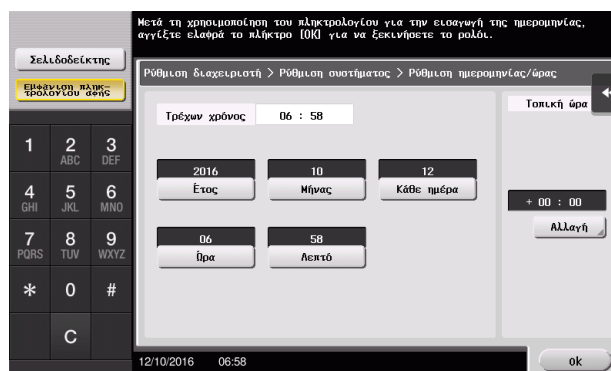 Μετά τη χρησιμοποίηση του πληκτρολογίου για την εισαγωγή της ημερομηνίας,
αγγίξτε ελαφρά το πλήκτρο [OK] για να ξεκινήσετε το ρολόι.
Σελιδοδείκτης
Εμφάνιση πληκ-
τρολογίου αφής
Ρύθμιση διαχειριστή > Ρύθμιση συστήματος > Ρύθμιση ημερομηνίας/ώρας
Τρέχων χρόνος 06 : 58
Τοπική ώρα
1 2 ABC 3 DEF
4 GHI 5 JKL 6 MNO
7 PQRS 8 TUV 9 WXYZ
* 0 #
C
2016 10 12
Έτος Μήνας Κάθε ημέρα
+ 00 : 00
Αλλαγή
06 58
Ώρα Λεπτό
12/10/2016 06:58
ok